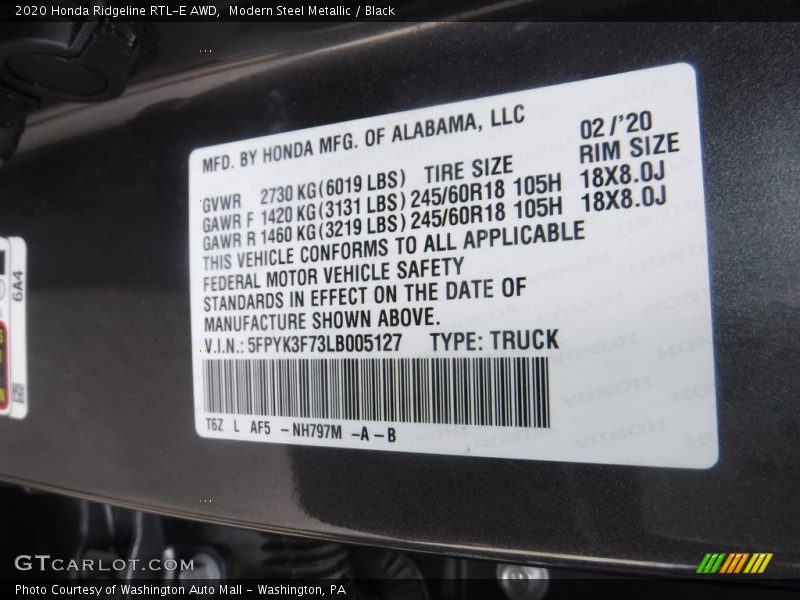 2020 Honda Ridgeline RTL-E AWD,  Modern Steel Metallic / Black
MFD. BY HONDA MFG. OF ALABAMA, LLC
02/'20
GVWR 2730 KG(6019 LBS) TIRE SIZE RIM SIZE
GAWR F 1420 KG(3131 LBS) 245/60R18 105H 18X8.0J
GAWR R 1460 KG(3219 LBS) 245/60R18 105H 18X8.0J
THIS VEHICLE CONFORMS TO ALL APPLICABLE
FEDERAL MOTOR VEHICLE SAFETY
STANDARDS IN EFFECT ON THE DATE OF
MANUFACTURE SHOWN ABOVE.
V.I.N.: 5FPYK3F73LB005127 TYPE: TRUCK
T6Z L AF5 -NH797M -A-B
6A4
GTCARLOT.COM
Photo Courtesy of Washington Auto Mall - Washington, PA